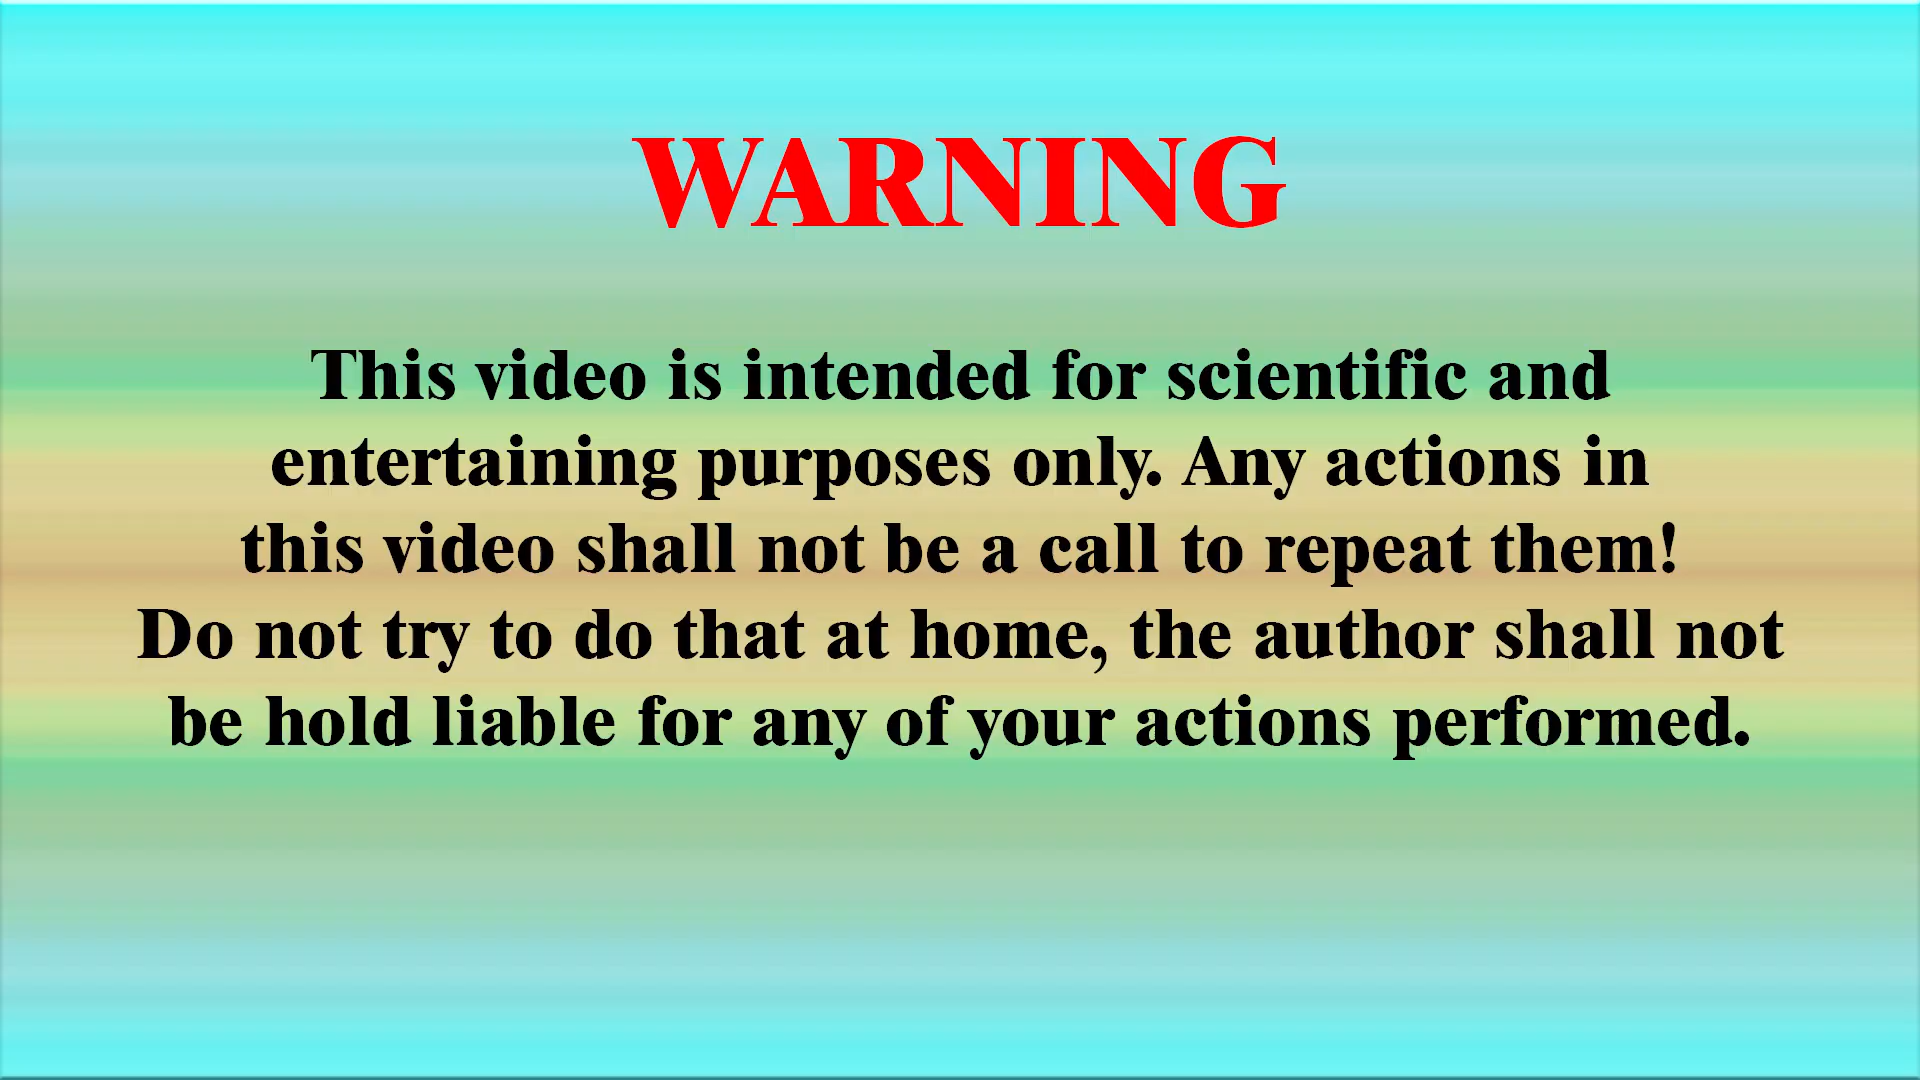 WARNING
This video is intended for scientific and
entertaining purposes only. Any actions in
this video shall not be a call to repeat them!
Do not try to do that at home, the author shall not
be hold liable for any of your actions performed.